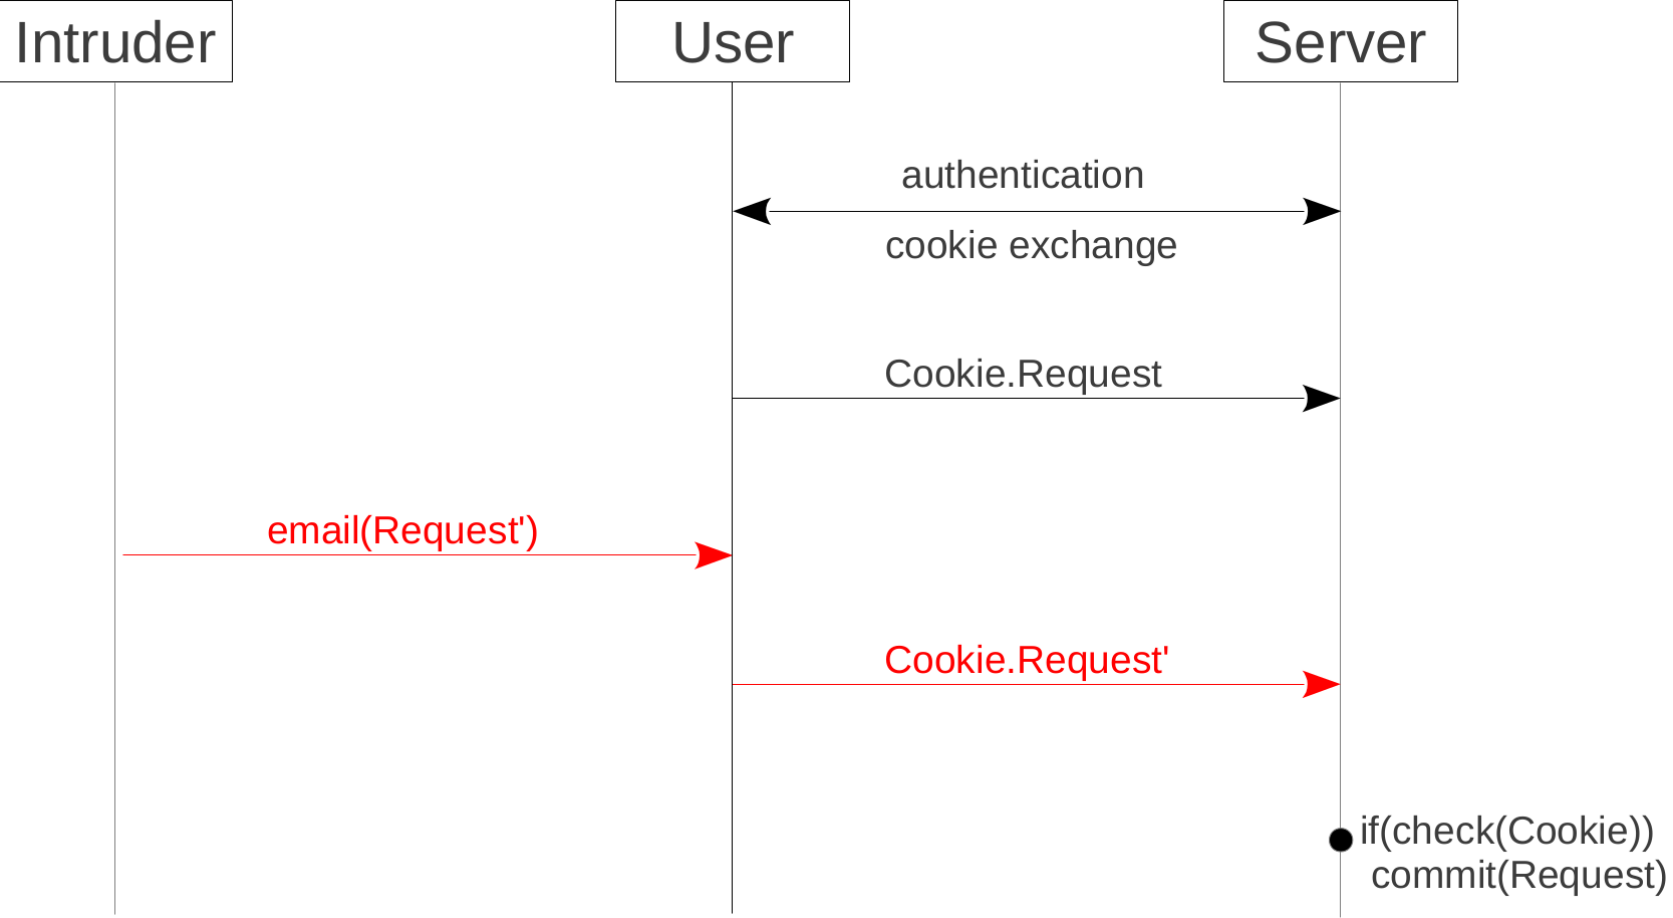 Intruder
User
Server
authentication
cookie exchange
Cookie.Request
email(Request')
Cookie.Request'
if(check(Cookie))
commit(Request)